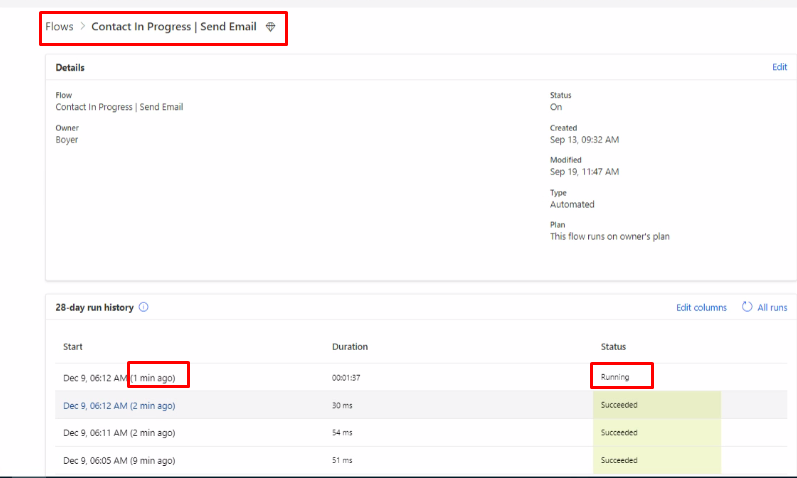 Flows > Contact In Progress | Send Email
Details
Edit
Flow
Contact In Progress | Send Email
Owner
Boyer
Status
On
Created
Sep 13, 09:32 AM
Modified
Sep 19, 11:47 AM
Type
Automated
Plan
This flow runs on owner's plan
28-day run history
Edit columns All runs
Start Duration Status
Dec 9, 06:12 AM (1 min ago) 00:01:37 Running
Dec 9, 06:12 AM (2 min ago) 30 ms Succeeded
Dec 9, 06:11 AM (2 min ago) 54 ms Succeeded
Dec 9, 06:05 AM (9 min ago) 51 ms Succeeded